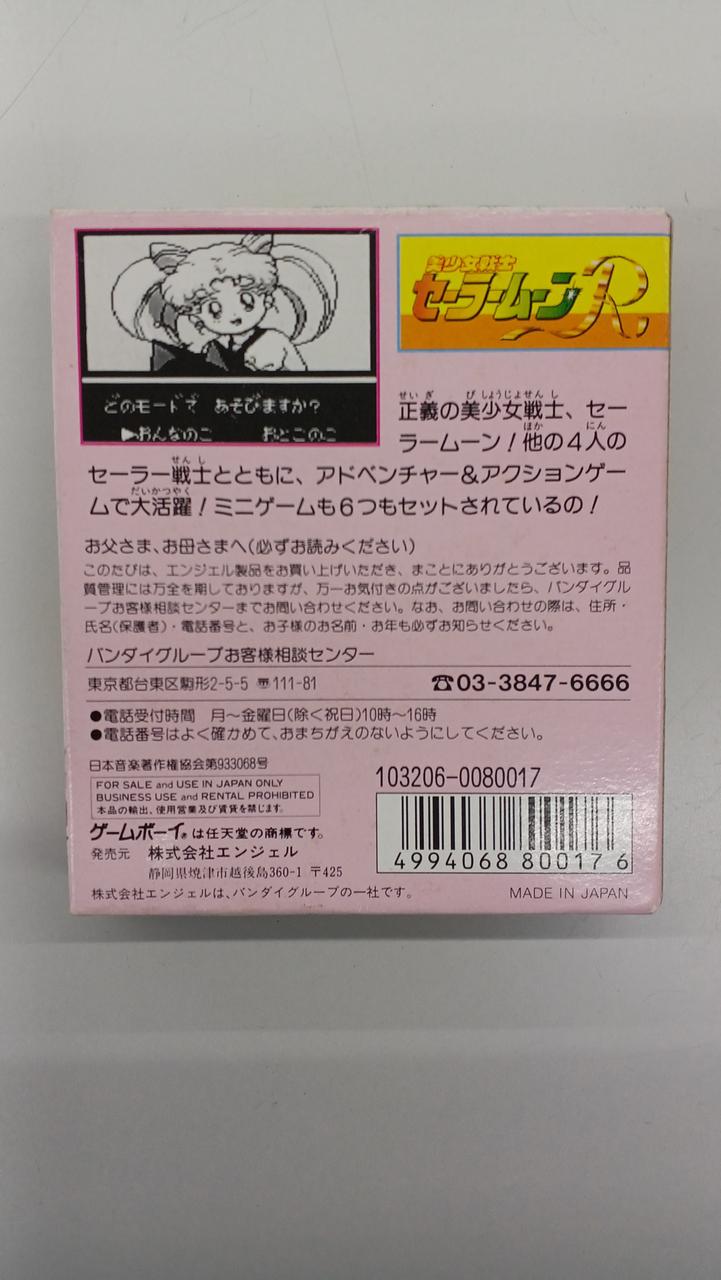 どのモードで あそびますか?
▶おんなのこ おとこのこ
美少女戦士
セーラームーンR
正義の美少女戦士、セー
ラームーン!他の4人の
セーラー戦士とともに、アドベンチャー&アクションゲー
ムで大活躍!ミニゲームも6つもセットされているの!
お父さま、お母さまへ(必ずお読みください)
このたびは、エンジェル製品をお買い上げいただき、まことにありがとうございます。品
質管理には万全を期しておりますが、万一お気付きの点がございましたら、バンダイグル
ープお客様相談センターまでお問い合わせください。なお、お問い合わせの際は、住所・
氏名(保護者)・電話番号と、お子様のお名前・お年も必ずお知らせください。
バンダイグループお客様相談センター
東京都台東区駒形2-5-5 〠111-81 ☎03-3847-6666
●電話受付時間 月〜金曜日(除く祝日)10時〜16時
●電話番号はよく確かめて、おまちがえのないようにしてください。
日本音楽著作権協会第933068号
FOR SALE and USE IN JAPAN ONLY
BUSINESS USE and RENTAL PROHIBITED
本品の輸出、使用営業及び賃貸を禁じます。
ゲームボーイ®は任天堂の商標です。
発売元 株式会社エンジェル
静岡県焼津市越後島360-1 〒425
株式会社エンジェルは、バンダイグループの一社です。
103206-0080017
4994068800176
MADE IN JAPAN